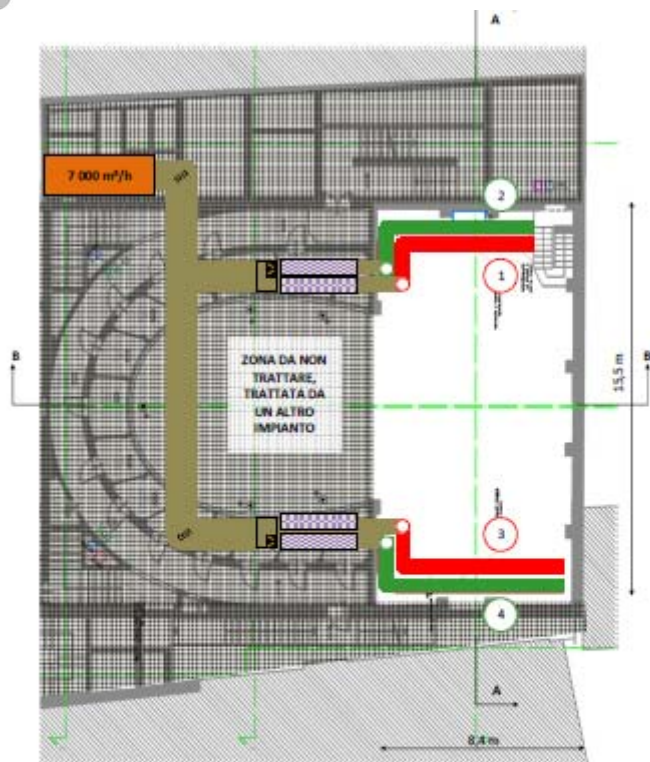 A
7 000 m³/h
2
1
B
B
ZONA DA NON
TRATTARE,
TRATTATA DA
UN ALTRO
IMPIANTO
15,5 m
3
4
A
8,4 m